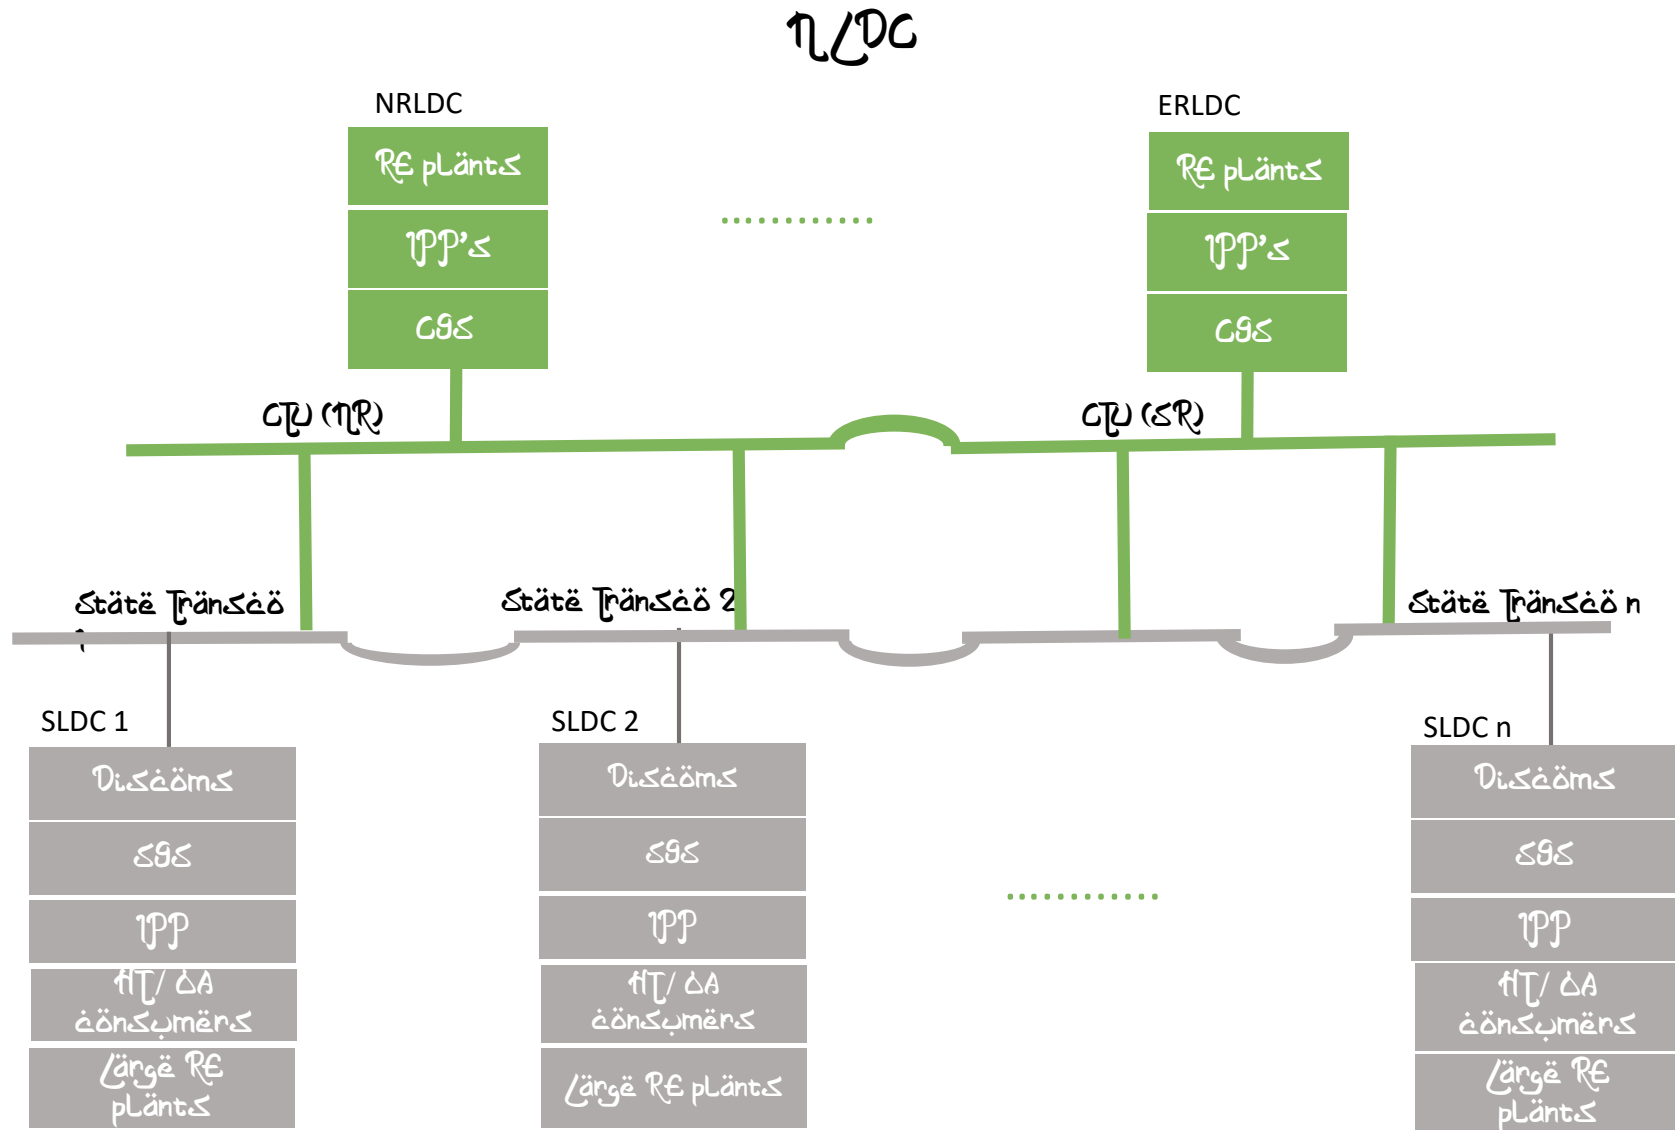 NLDC
NRLDC
ERLDC
RE plants
RE plants
IPP's
IPP's
CGS
CGS
CTU (NR)
CTU (SR)
State Transco
1
State Transco 2
State Transco n
SLDC 1
SLDC 2
SLDC n
Discoms
Discoms
Discoms
SGS
SGS
SGS
IPP
IPP
IPP
HT/ OA
consumers
HT/ OA
consumers
HT/ OA
consumers
Large RE
plants
Large RE plants
Large RE
plants